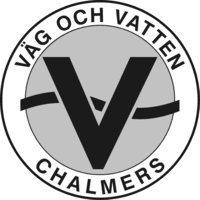 VÄG OCH VATTEN
V
CHALMERS